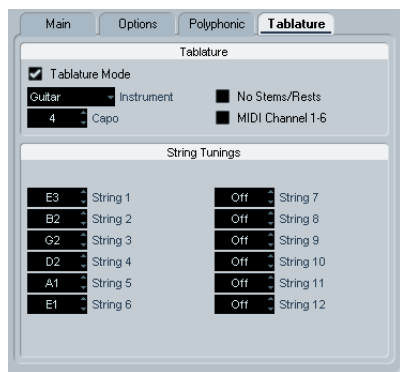 Main Options Polyphonic Tablature
Tablature
Tablature Mode
Guitar Instrument No Stems/Rests
4 Capo MIDI Channel 1-6
String Tunings
E3 String 1 Off String 7
B2 String 2 Off String 8
G2 String 3 Off String 9
D2 String 4 Off String 10
A1 String 5 Off String 11
E1 String 6 Off String 12